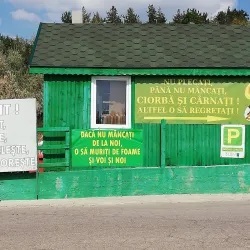 NU PLECAȚI,
PÂNĂ NU MÂNCAȚI
CIORBĂ ȘI CÂRNAȚI !
ALTFEL O SĂ REGRETAȚI !
DACĂ NU MÂNCAȚI
DE LA NOI,
O SĂ MURIȚI DE FOAME
ȘI VOI ȘI NOI
P